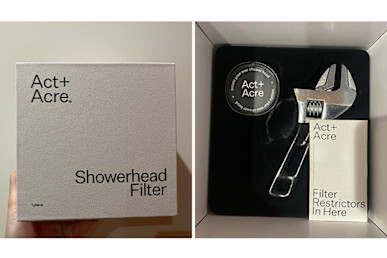 Act+
Acre.
Showerhead
Filter
Act+
Acre
Act+
Acre
Filter
Restrictors
In Here